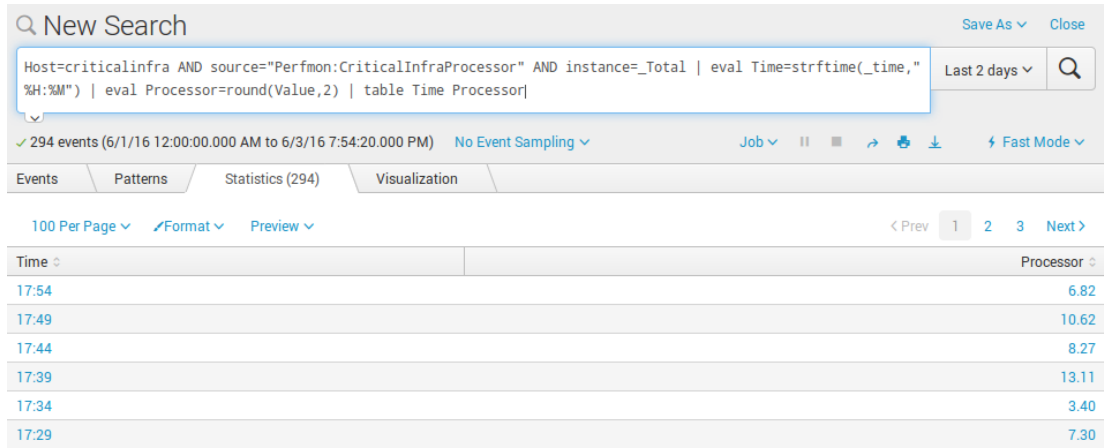 New Search
Save As Close
Host=criticalinfra AND source="Perfmon:CriticalInfraProcessor" AND instance=_Total | eval Time=strftime(_time,"
%H:%M") | eval Processor=round(Value,2) | table Time Processor
Last 2 days
294 events (6/1/16 12:00:00.000 AM to 6/3/16 7:54:20.000 PM) No Event Sampling Job Fast Mode
Events Patterns Statistics (294) Visualization
100 Per Page Format Preview < Prev 1 2 3 Next >
Time Processor
17:54 6.82
17:49 10.62
17:44 8.27
17:39 13.11
17:34 3.40
17:29 7.30